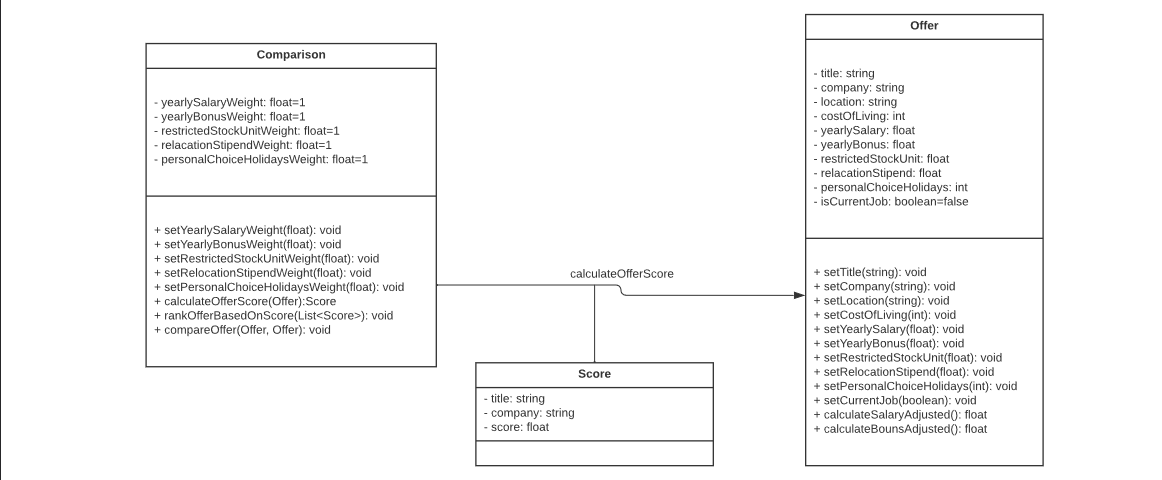 Comparison
- yearlySalaryWeight: float=1
- yearlyBonusWeight: float=1
- restrictedStockUnitWeight: float=1
- relacationStipendWeight: float=1
- personalChoiceHolidaysWeight: float=1
+ setYearlySalaryWeight(float): void
+ setYearlyBonusWeight(float): void
+ setRestrictedStockUnitWeight(float): void
+ setRelocationStipendWeight(float): void
+ setPersonalChoiceHolidaysWeight(float): void
+ calculateOfferScore(Offer):Score
+ rankOfferBasedOnScore(List<Score>): void
+ compareOffer(Offer, Offer): void
calculateOfferScore
Score
- title: string
- company: string
- score: float
Offer
- title: string
- company: string
- location: string
- costOfLiving: int
- yearlySalary: float
- yearlyBonus: float
- restrictedStockUnit: float
- relacationStipend: float
- personalChoiceHolidays: int
- isCurrentJob: boolean=false
+ setTitle(string): void
+ setCompany(string): void
+ setLocation(string): void
+ setCostOfLiving(int): void
+ setYearlySalary(float): void
+ setYearlyBonus(float): void
+ setRestrictedStockUnit(float): void
+ setRelocationStipend(float): void
+ setPersonalChoiceHolidays(int): void
+ setCurrentJob(boolean): void
+ calculateSalaryAdjusted(): float
+ calculateBounsAdjusted(): float